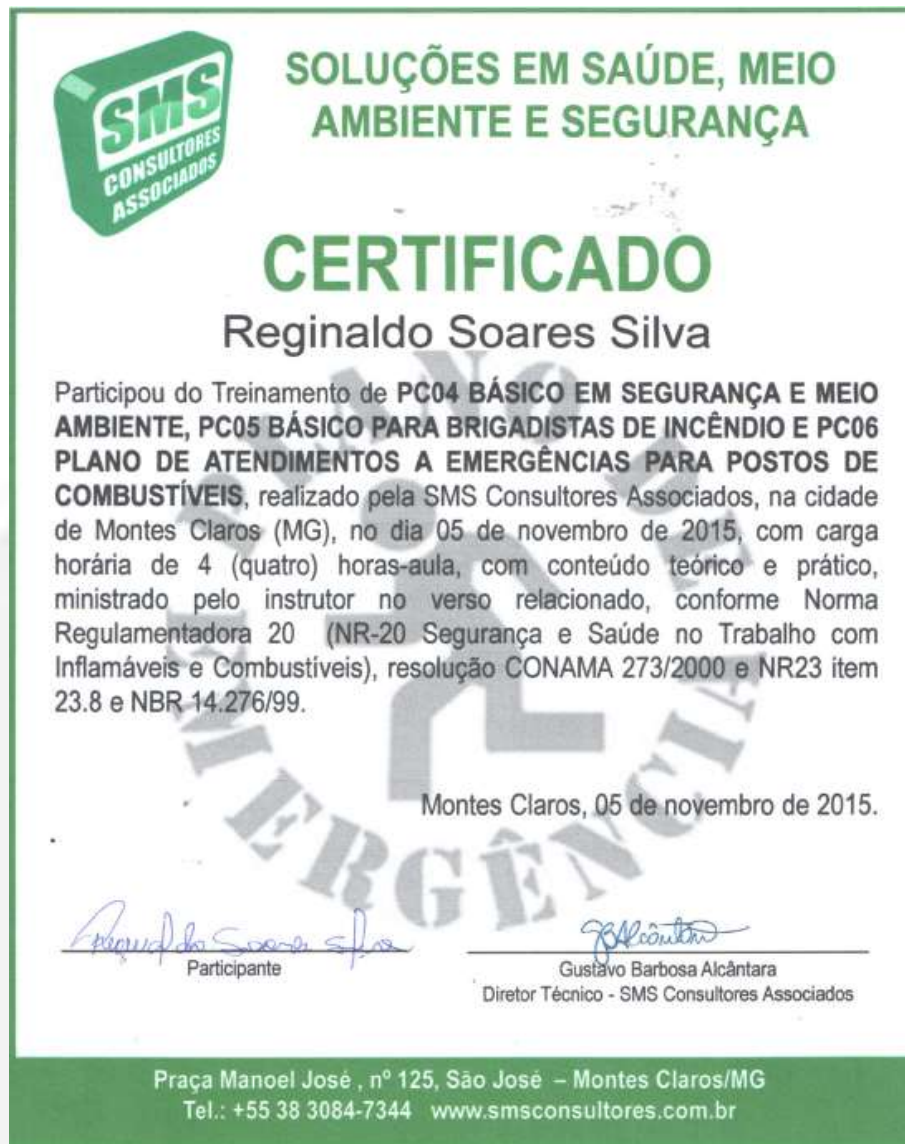 SMS
CONSULTORES
ASSOCIADOS
SOLUÇÕES EM SAÚDE, MEIO
AMBIENTE E SEGURANÇA
CERTIFICADO
Reginaldo Soares Silva
Participou do Treinamento de PC04 BÁSICO EM SEGURANÇA E MEIO
AMBIENTE, PC05 BÁSICO PARA BRIGADISTAS DE INCÊNDIO E PC06
PLANO DE ATENDIMENTOS A EMERGÊNCIAS PARA POSTOS DE
COMBUSTÍVEIS, realizado pela SMS Consultores Associados, na cidade
de Montes Claros (MG), no dia 05 de novembro de 2015, com carga
horária de 4 (quatro) horas-aula, com conteúdo teórico e prático,
ministrado pelo instrutor no verso relacionado, conforme Norma
Regulamentadora 20 (NR-20 Segurança e Saúde no Trabalho com
Inflamáveis e Combustíveis), resolução CONAMA 273/2000 e NR23 item
23.8 e NBR 14.276/99.
PLANO DE
EMERGÊNCIA
Montes Claros, 05 de novembro de 2015.
Reginaldo Soares Silva
GBAlcântara
Participante
Gustavo Barbosa Alcântara
Diretor Técnico - SMS Consultores Associados
Praça Manoel José , nº 125, São José – Montes Claros/MG
Tel.: +55 38 3084-7344 www.smsconsultores.com.br